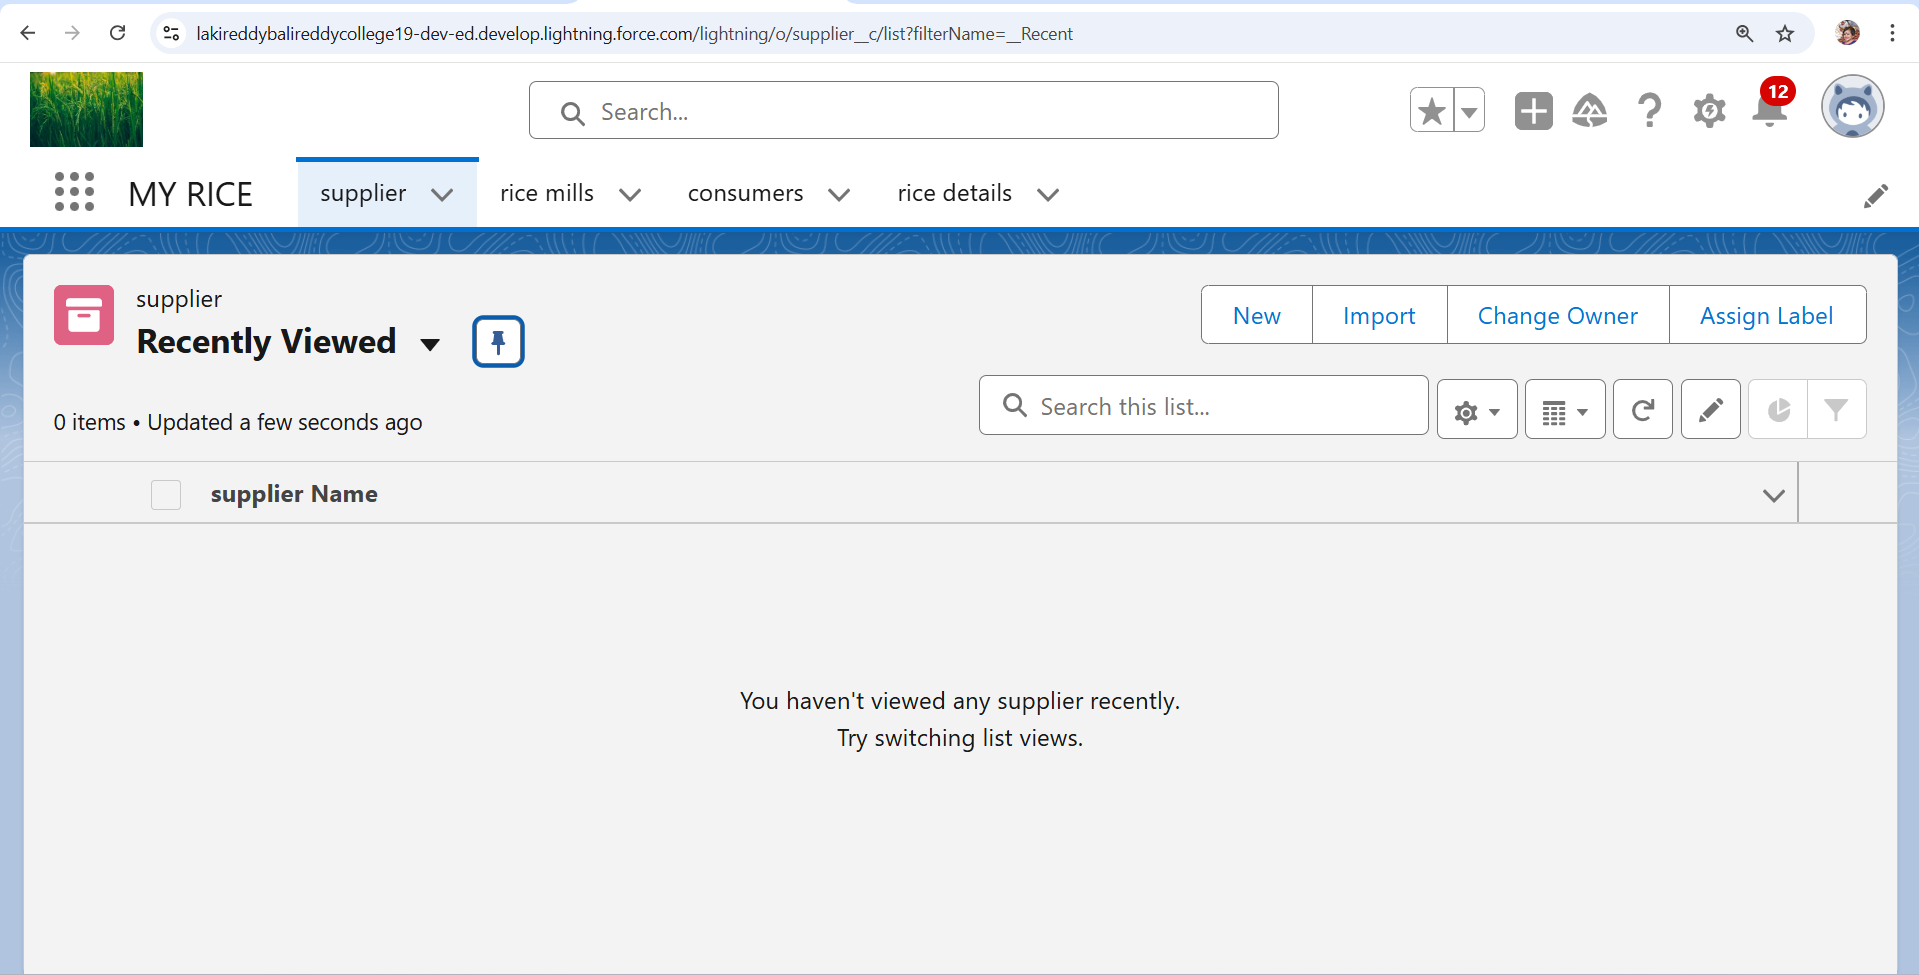 lakireddybalireddycollege19-dev-ed.develop.lightning.force.com/lightning/o/supplier__c/list?filterName=__Recent
Search...
12
MY RICE
supplier
rice mills
consumers
rice details
supplier
Recently Viewed
New
Import
Change Owner
Assign Label
0 items • Updated a few seconds ago
Search this list...
supplier Name
You haven't viewed any supplier recently.
Try switching list views.